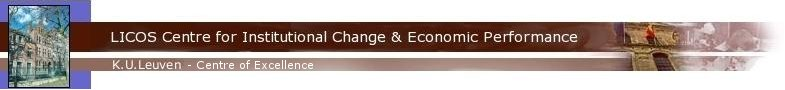 LICOS Centre for Institutional Change & Economic Performance
K.U.Leuven - Centre of Excellence